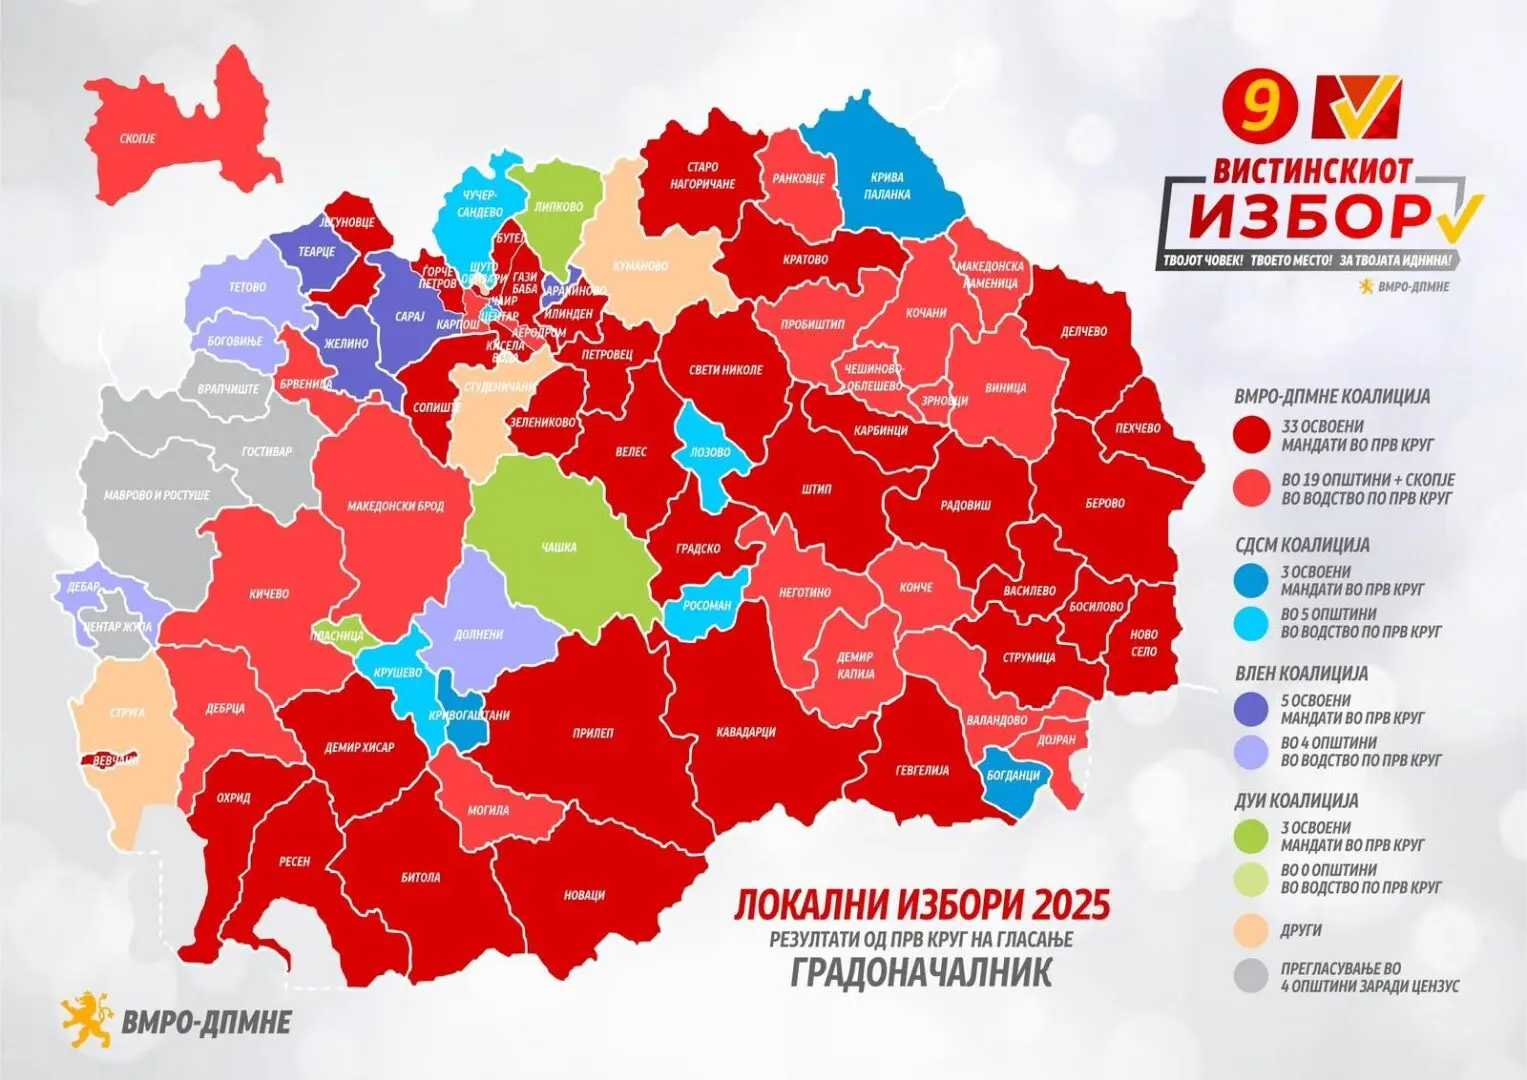 СКОПЈЕ
9
ВИСТИНСКИОТ
ИЗБОР
ТВОЈОТ ЧОВЕК! ТВОЕТО МЕСТО! ЗА ТВОЈАТА ИДНИНА!
ВМРО-ДПМНЕ
СТАРО
НАГОРИЧАНЕ
РАНКОВЦЕ
КРИВА
ПАЛАНКА
ЧУЧЕР-
САНДЕВО
ЛИПКОВО
ЈЕГУНОВЦЕ
ТЕАРЦЕ
БУТЕЛ
КУМАНОВО
КРАТОВО
МАКЕДОНСКА
КАМЕНИЦА
ТЕТОВО
ЃОРЧЕ
ПЕТРОВ
ШУТО
ОРИЗАРИ
ГАЗИ
БАБА
АРАЧИНОВО
ЧАИР
ЦЕНТАР
ИЛИНДЕН
САРАЈ
КАРПОШ
АЕРОДРОМ
КИСЕЛА
ВОДА
ПРОБИШТИП
КОЧАНИ
ДЕЛЧЕВО
БОГОВИЊЕ
ЖЕЛИНО
ПЕТРОВЕЦ
СВЕТИ НИКОЛЕ
ЧЕШИНОВО-
ОБЛЕШЕВО
ВИНИЦА
ВРАПЧИШТЕ
БРВЕНИЦА
СТУДЕНИЧАНИ
СОПИШТЕ
ЗЕЛЕНИКОВО
ЗРНОВЦИ
КАРБИНЦИ
ПЕХЧЕВО
ГОСТИВАР
ВЕЛЕС
ЛОЗОВО
МАВРОВО И РОСТУШЕ
МАКЕДОНСКИ БРОД
ШТИП
РАДОВИШ
БЕРОВО
ЧАШКА
ГРАДСКО
ДЕБАР
КИЧЕВО
РОСОМАН
НЕГОТИНО
КОНЧЕ
ВАСИЛЕВО
БОСИЛОВО
ЦЕНТАР ЖУПА
ПЛАСНИЦА
ДОЛНЕНИ
НОВО
СЕЛО
КРУШЕВО
ДЕМИР
КАПИЈА
СТРУМИЦА
СТРУГА
ДЕБРЦА
КРИВОГАШТАНИ
ВАЛАНДОВО
ВЕВЧАНИ
ДЕМИР ХИСАР
ПРИЛЕП
КАВАДАРЦИ
ДОЈРАН
ГЕВГЕЛИЈА
БОГДАНЦИ
ОХРИД
МОГИЛА
РЕСЕН
БИТОЛА
НОВАЦИ
ВМРО-ДПМНЕ КОАЛИЦИЈА
33 ОСВОЕНИ
МАНДАТИ ВО ПРВ КРУГ
ВО 19 ОПШТИНИ + СКОПЈЕ
ВО ВОДСТВО ПО ПРВ КРУГ
СДСМ КОАЛИЦИЈА
3 ОСВОЕНИ
МАНДАТИ ВО ПРВ КРУГ
ВО 5 ОПШТИНИ
ВО ВОДСТВО ПО ПРВ КРУГ
ВЛЕН КОАЛИЦИЈА
5 ОСВОЕНИ
МАНДАТИ ВО ПРВ КРУГ
ВО 4 ОПШТИНИ
ВО ВОДСТВО ПО ПРВ КРУГ
ДУИ КОАЛИЦИЈА
3 ОСВОЕНИ
МАНДАТИ ВО ПРВ КРУГ
ВО 0 ОПШТИНИ
ВО ВОДСТВО ПО ПРВ КРУГ
ДРУГИ
ПРЕГЛАСУВАЊЕ ВО
4 ОПШТИНИ ЗАРАДИ ЦЕНЗУС
ЛОКАЛНИ ИЗБОРИ 2025
РЕЗУЛТАТИ ОД ПРВ КРУГ НА ГЛАСАЊЕ
ГРАДОНАЧАЛНИК
ВМРО-ДПМНЕ